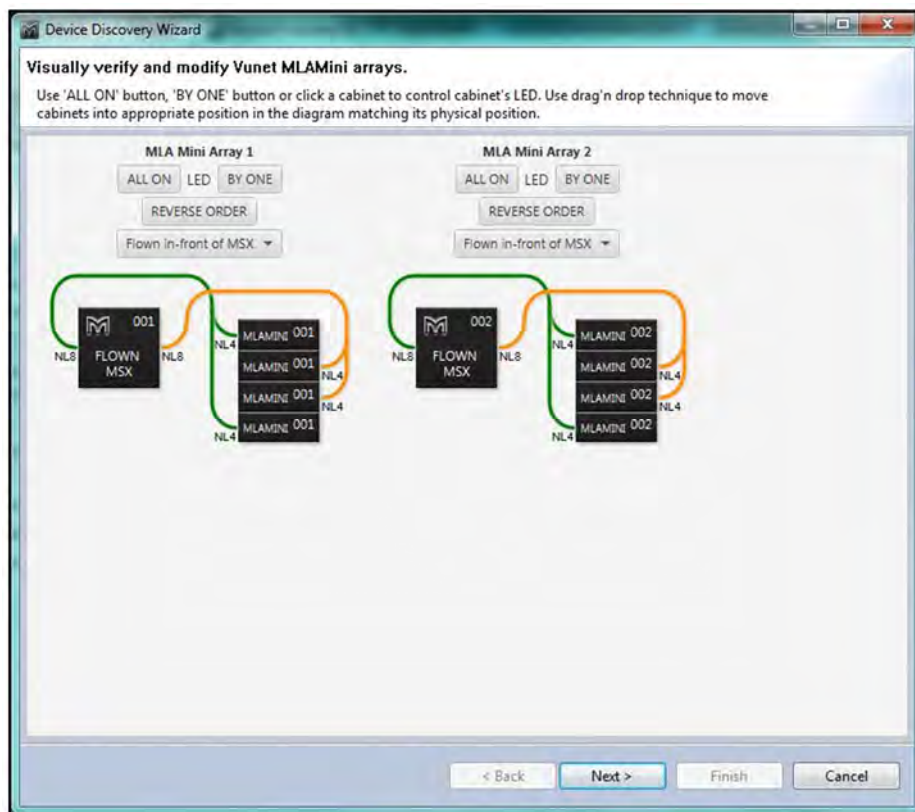 Device Discovery Wizard
Visually verify and modify Vunet MLAMini arrays.
Use 'ALL ON' button, 'BY ONE' button or click a cabinet to control cabinet's LED. Use drag'n drop technique to move
cabinets into appropriate position in the diagram matching its physical position.
MLA Mini Array 1
ALL ON LED BY ONE
REVERSE ORDER
Flown in-front of MSX
001
FLOWN
MSX
NL8
NL8
NL4
MLAMINI 001
MLAMINI 001
NL4
MLAMINI 001
NL4
NL4
MLAMINI 001
MLA Mini Array 2
ALL ON LED BY ONE
REVERSE ORDER
Flown in-front of MSX
002
FLOWN
MSX
NL8
NL8
NL4
MLAMINI 002
MLAMINI 002
NL4
MLAMINI 002
NL4
NL4
MLAMINI 002
< Back
Next >
Finish
Cancel